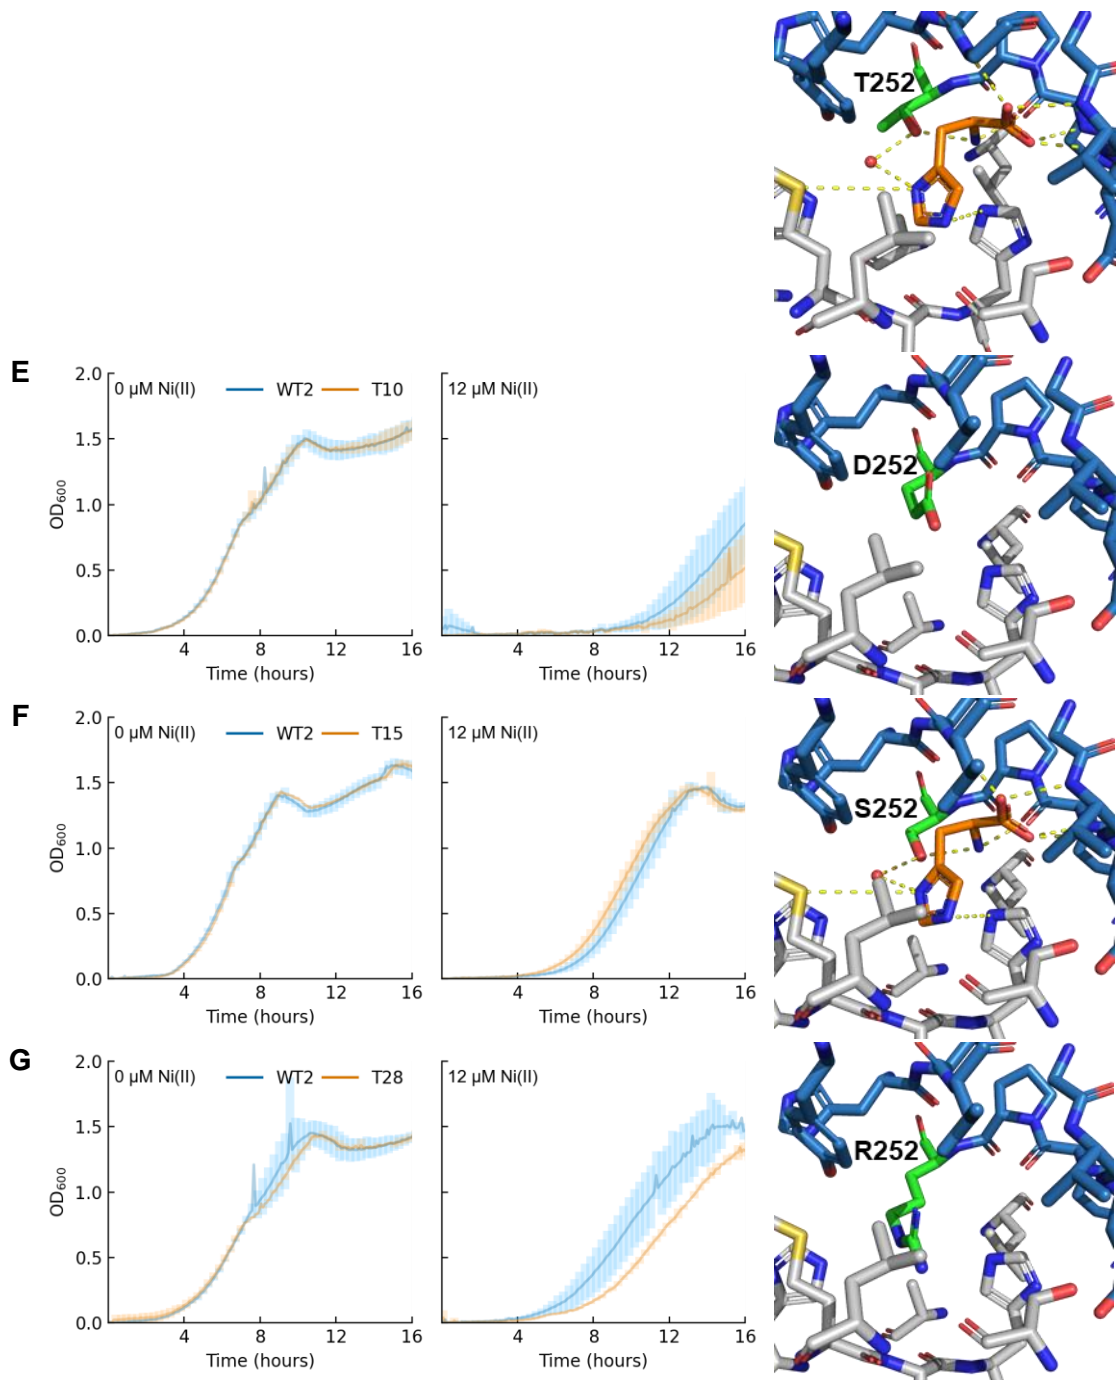 T252
E
0 µM Ni(II) WT2 T10
12 µM Ni(II)
2.0
1.5
1.0
0.5
0.0
OD600
4 8 12 16
4 8 12 16
Time (hours)
Time (hours)
D252
F
0 µM Ni(II) WT2 T15
12 µM Ni(II)
2.0
1.5
1.0
0.5
0.0
OD600
4 8 12 16
4 8 12 16
Time (hours)
Time (hours)
S252
G
0 µM Ni(II) WT2 T28
12 µM Ni(II)
2.0
1.5
1.0
0.5
0.0
OD600
4 8 12 16
4 8 12 16
Time (hours)
Time (hours)
R252